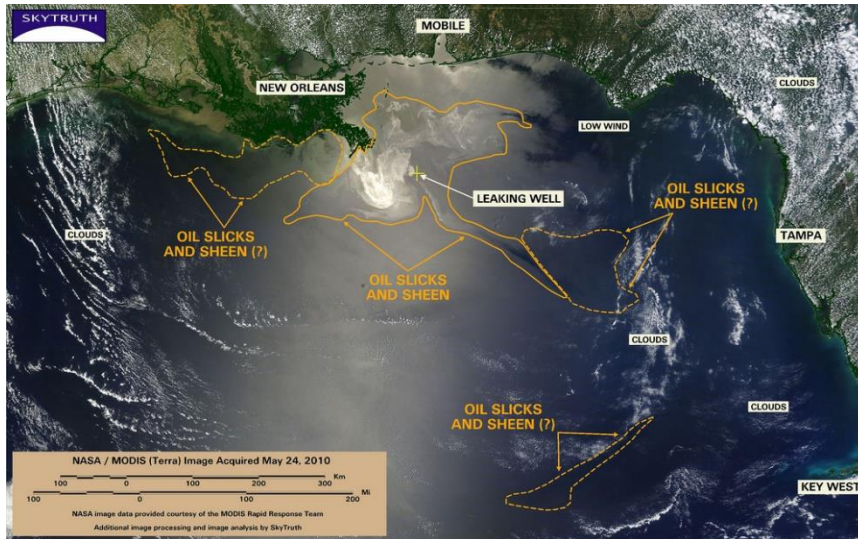 SKYTRUTH
MOBILE
NEW ORLEANS
CLOUDS
LOW WIND
LEAKING WELL
OIL SLICKS
AND SHEEN (?)
OIL SLICKS
AND SHEEN (?)
CLOUDS
TAMPA
OIL SLICKS
AND SHEEN
CLOUDS
CLOUDS
OIL SLICKS
AND SHEEN (?)
KEY WEST
NASA / MODIS (Terra) Image Acquired May 24, 2010
Km
100 0 100 200 300
Mi
100 0 100 200
NASA image data provided courtesy of the MODIS Rapid Response Team
Additional image processing and image analysis by SkyTruth